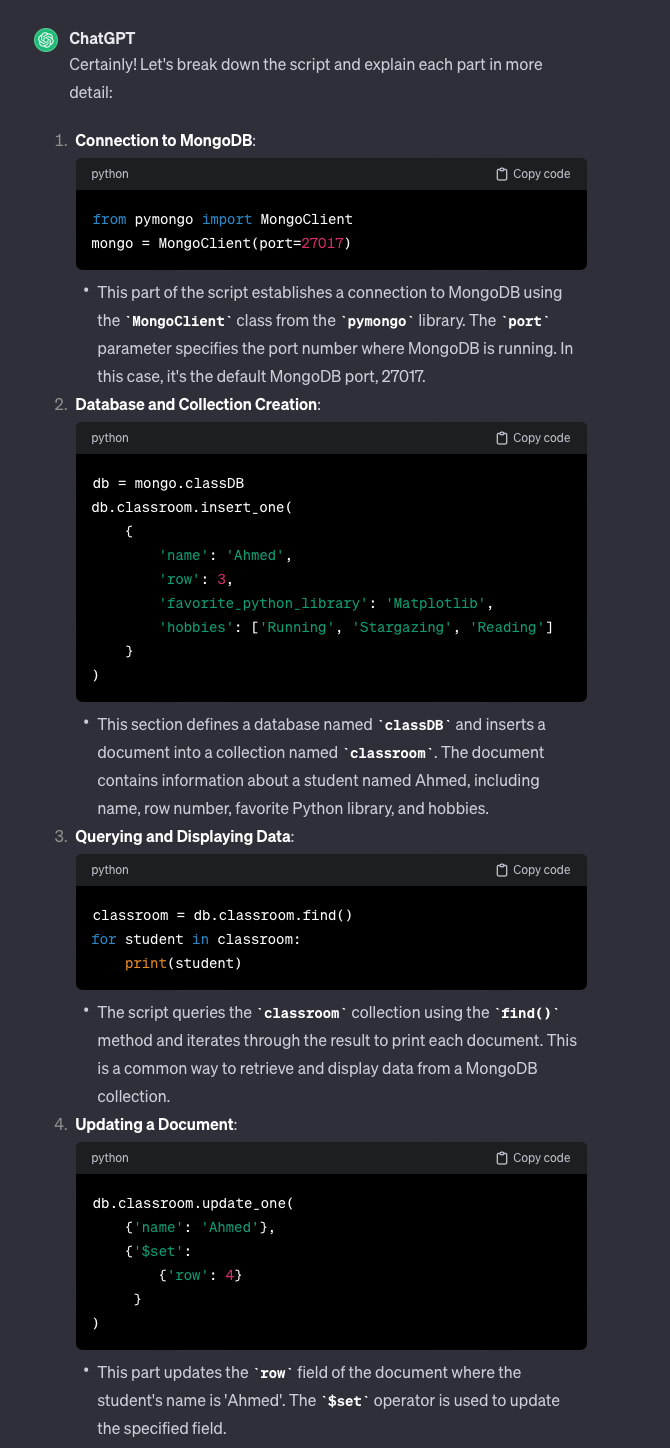 ChatGPT
Certainly! Let's break down the script and explain each part in more
detail:
1. Connection to MongoDB:
python Copy code
from pymongo import MongoClient
mongo = MongoClient(port=27017)
• This part of the script establishes a connection to MongoDB using
the `MongoClient` class from the `pymongo` library. The `port`
parameter specifies the port number where MongoDB is running. In
this case, it's the default MongoDB port, 27017.
2. Database and Collection Creation:
python Copy code
db = mongo.classDB
db.classroom.insert_one(
    {
        'name': 'Ahmed',
        'row': 3,
        'favorite_python_library': 'Matplotlib',
        'hobbies': ['Running', 'Stargazing', 'Reading']
    }
)
• This section defines a database named `classDB` and inserts a
document into a collection named `classroom`. The document
contains information about a student named Ahmed, including
name, row number, favorite Python library, and hobbies.
3. Querying and Displaying Data:
python Copy code
classroom = db.classroom.find()
for student in classroom:
    print(student)
• The script queries the `classroom` collection using the `find()`
method and iterates through the result to print each document. This
is a common way to retrieve and display data from a MongoDB
collection.
4. Updating a Document:
python Copy code
db.classroom.update_one(
    {'name': 'Ahmed'},
    {'$set':
        {'row': 4}
     }
)
• This part updates the `row` field of the document where the
student's name is 'Ahmed'. The `$set` operator is used to update
the specified field.